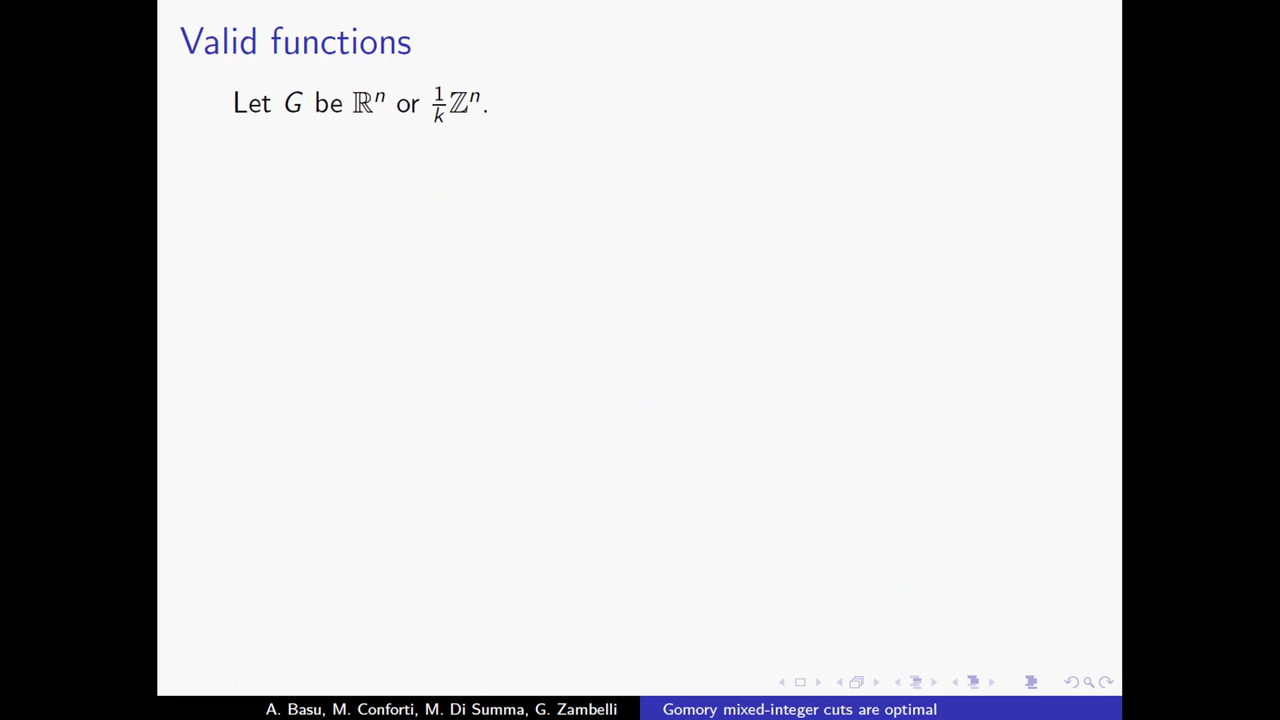 Valid functions
Let G be ℝⁿ or 1/k ℤⁿ.
A. Basu, M. Conforti, M. Di Summa, G. Zambelli
Gomory mixed-integer cuts are optimal